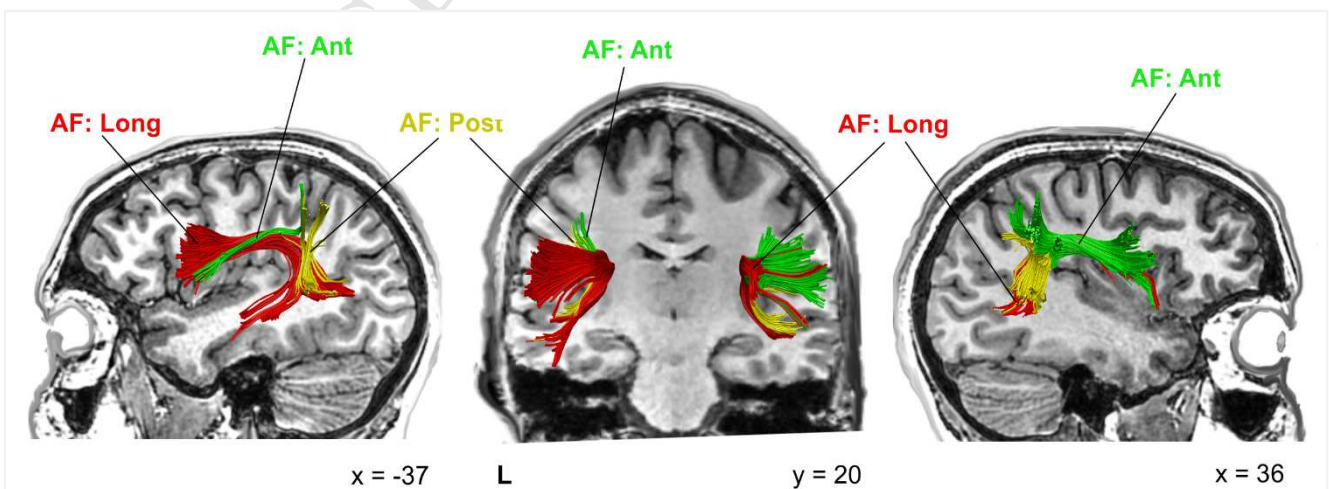 AF: Ant
AF: Ant
AF: Ant
AF: Long
AF: Post
AF: Long
x = -37
L
y = 20
x = 36